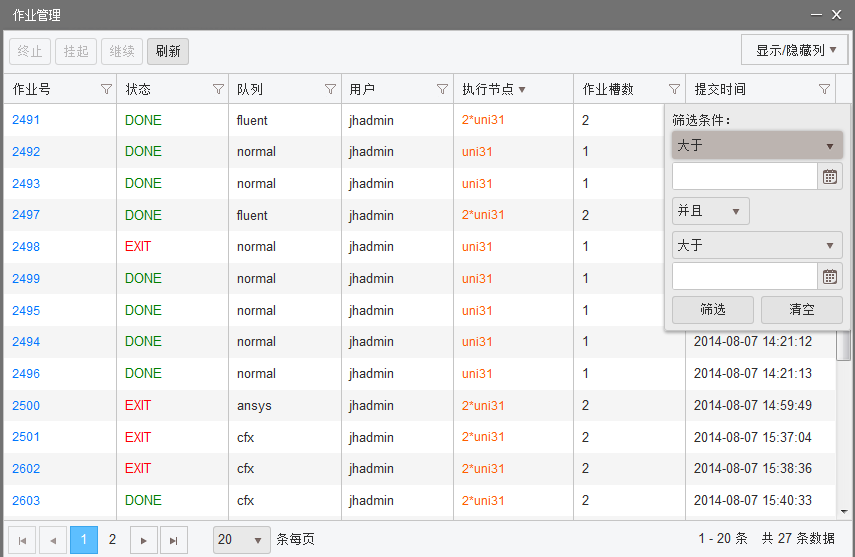 作业管理
终止 挂起 继续 刷新 显示/隐藏列
作业号 状态 队列 用户 执行节点 作业槽数 提交时间
2491 DONE fluent jhadmin 2*uni31 2
2492 DONE normal jhadmin uni31 1
2493 DONE normal jhadmin uni31 1
2497 DONE fluent jhadmin 2*uni31 2
2498 EXIT normal jhadmin uni31 1
2499 DONE normal jhadmin uni31 1
2495 DONE normal jhadmin uni31 1
2494 DONE normal jhadmin uni31 1 2014-08-07 14:21:12
2496 DONE normal jhadmin uni31 1 2014-08-07 14:21:13
2500 EXIT ansys jhadmin 2*uni31 2 2014-08-07 14:59:49
2501 EXIT cfx jhadmin 2*uni31 2 2014-08-07 15:37:04
2602 EXIT cfx jhadmin 2*uni31 2 2014-08-07 15:38:36
2603 DONE cfx jhadmin 2*uni31 2 2014-08-07 15:40:33
筛选条件：
大于
并且
大于
筛选 清空
1 2 20 条每页 1 - 20 条 共 27 条数据